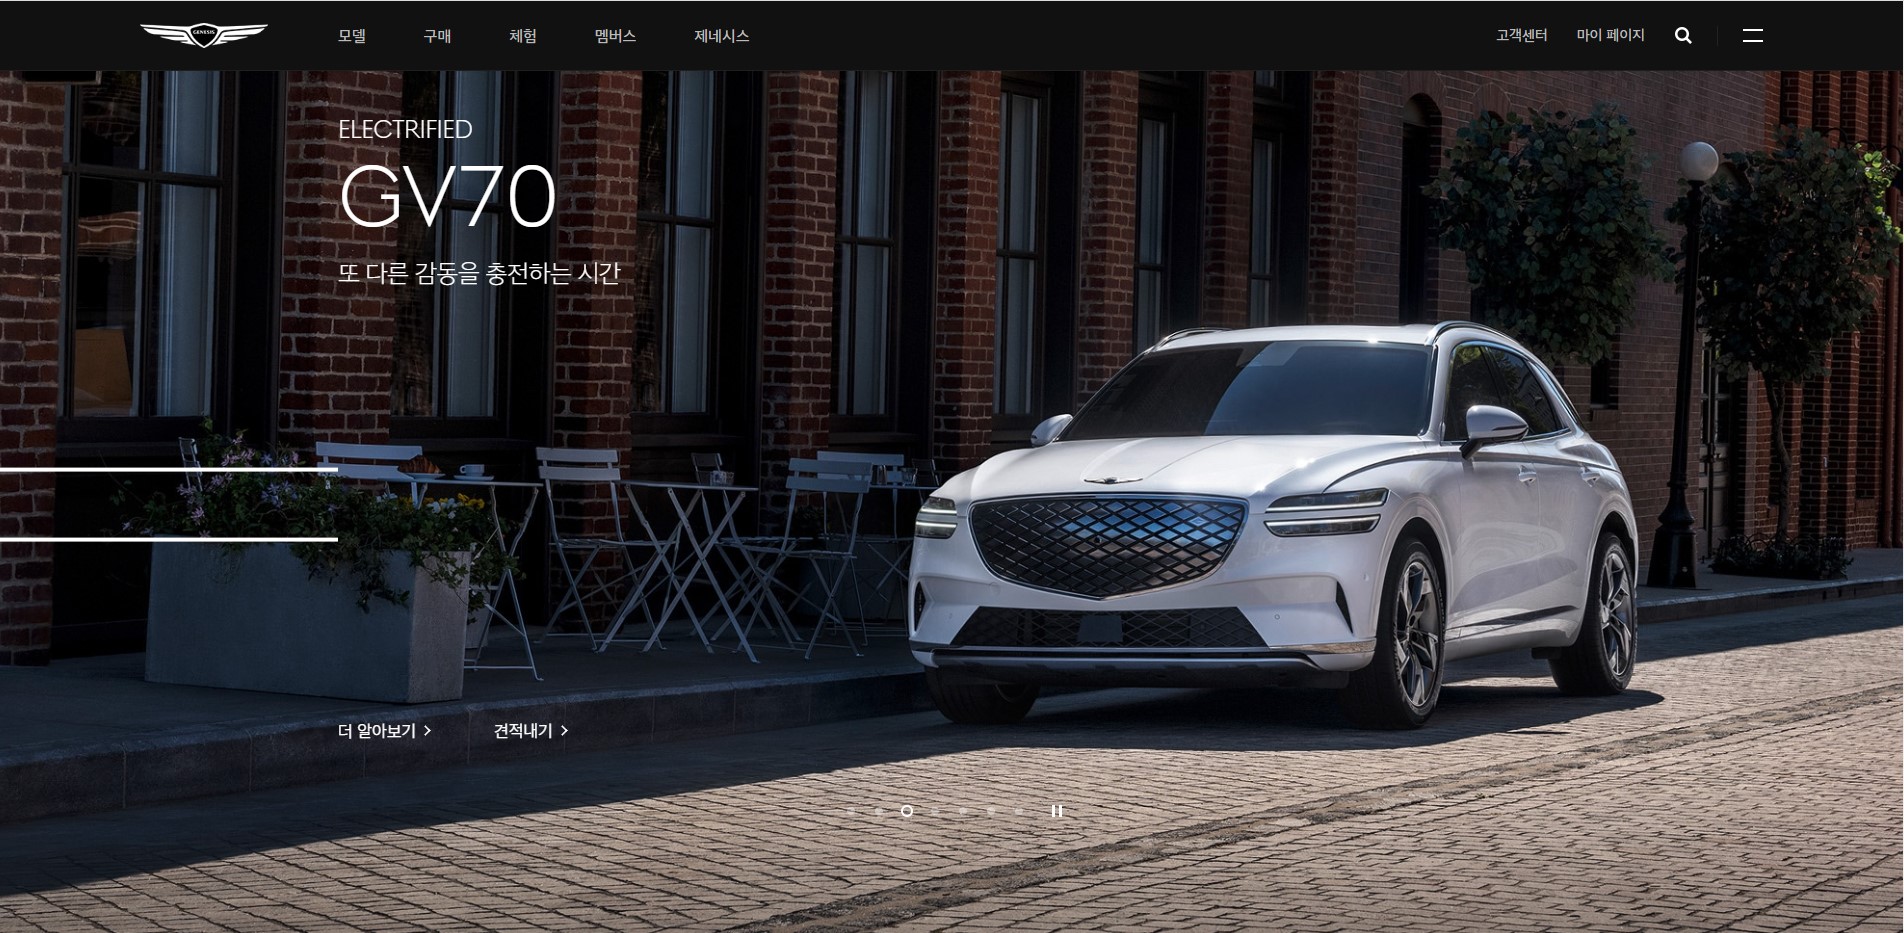 GENESIS
모델 구매 체험 멤버스 제네시스 고객센터 마이 페이지
ELECTRIFIED
GV70
또 다른 감동을 충전하는 시간
더 알아보기 견적내기